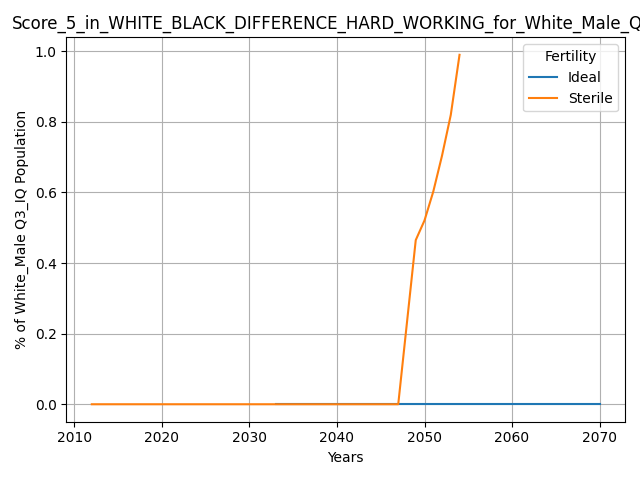 Score_5_in_WHITE_BLACK_DIFFERENCE_HARD_WORKING_for_White_Male_Q
Fertility
Ideal
Sterile
% of White_Male Q3_IQ Population
1.0
0.8
0.6
0.4
0.2
0.0
2010 2020 2030 2040 2050 2060 2070
Years